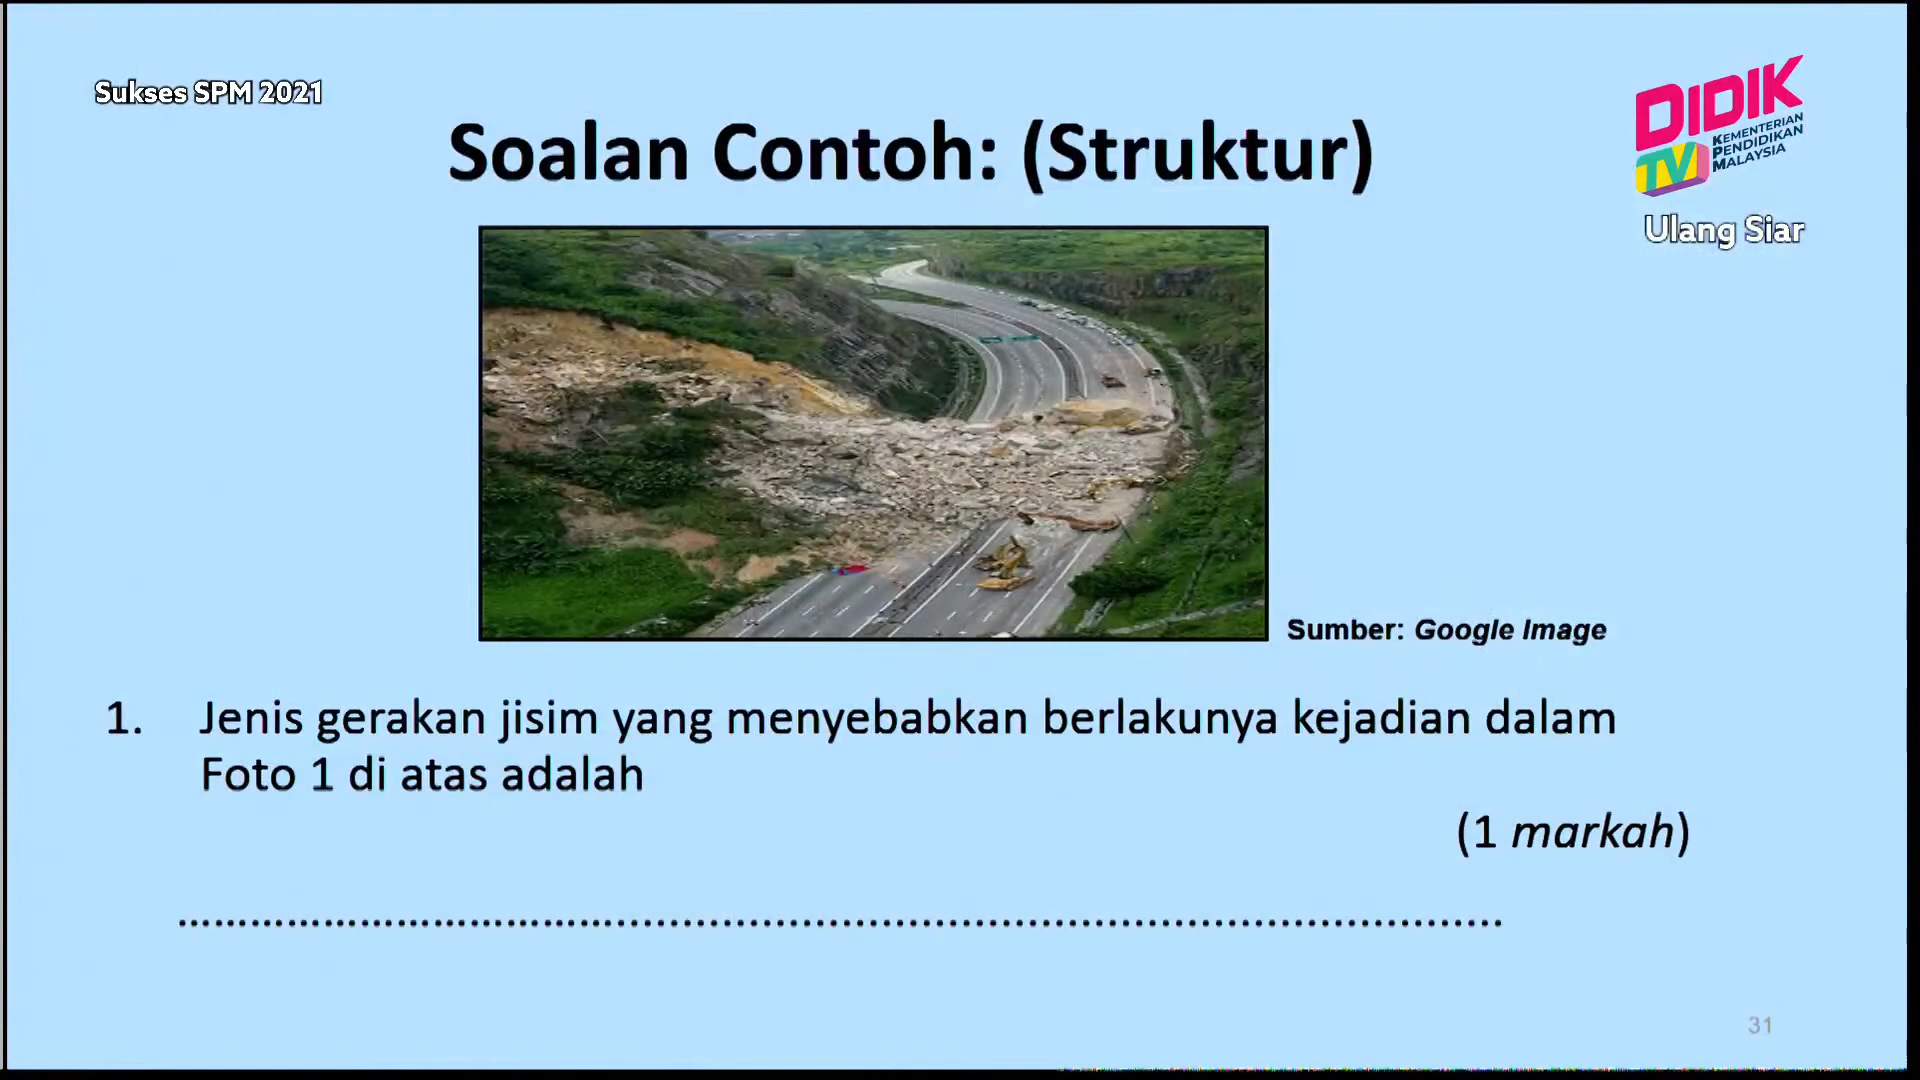 Sukses SPM 2021
DIDIK
TV
KEMENTERIAN
PENDIDIKAN
MALAYSIA
Ulang Siar
Soalan Contoh: (Struktur)
Sumber: Google Image
1. Jenis gerakan jisim yang menyebabkan berlakunya kejadian dalam
Foto 1 di atas adalah
(1 markah)
31